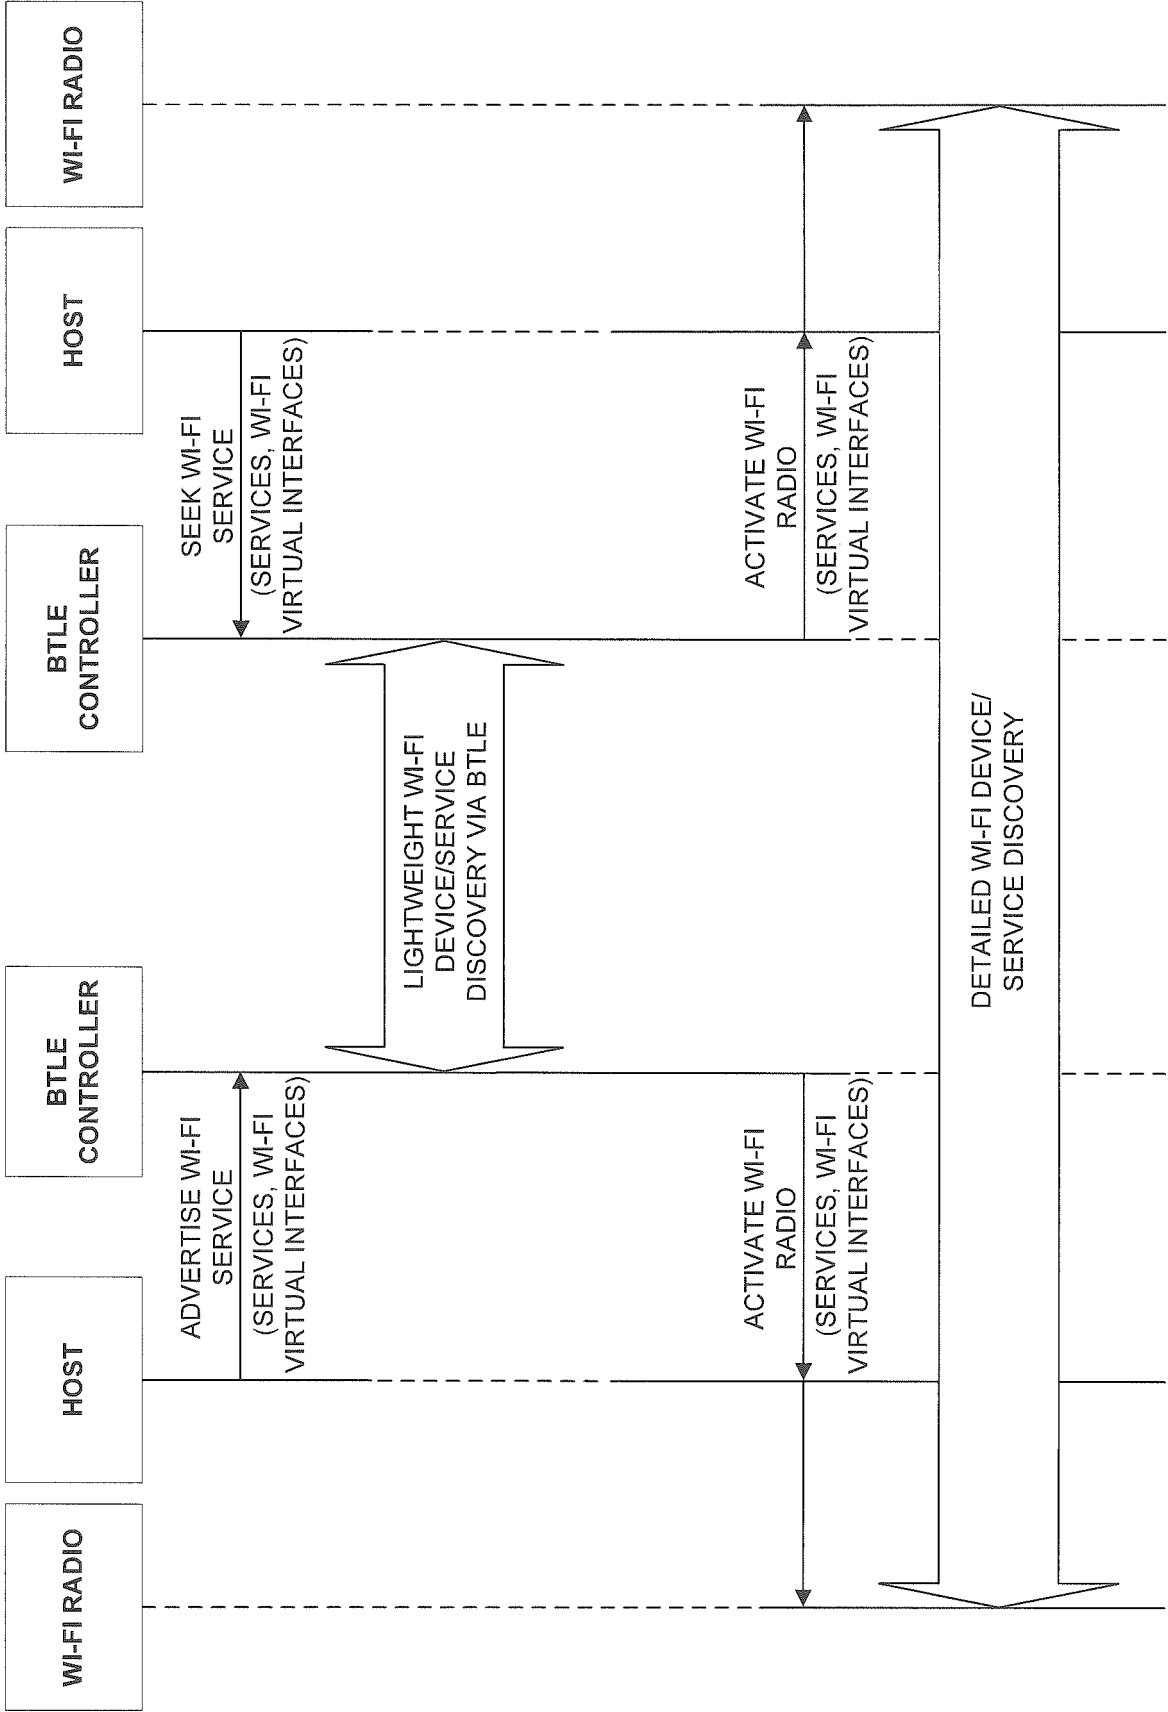 WI-FI RADIO
HOST
BTLE
CONTROLLER
BTLE
CONTROLLER
HOST
WI-FI RADIO
ADVERTISE WI-FI
SERVICE
(SERVICES, WI-FI
VIRTUAL INTERFACES)
SEEK WI-FI
SERVICE
(SERVICES, WI-FI
VIRTUAL INTERFACES)
LIGHTWEIGHT WI-FI
DEVICE/SERVICE
DISCOVERY VIA BTLE
ACTIVATE WI-FI
RADIO
(SERVICES, WI-FI
VIRTUAL INTERFACES)
ACTIVATE WI-FI
RADIO
(SERVICES, WI-FI
VIRTUAL INTERFACES)
DETAILED WI-FI DEVICE/
SERVICE DISCOVERY